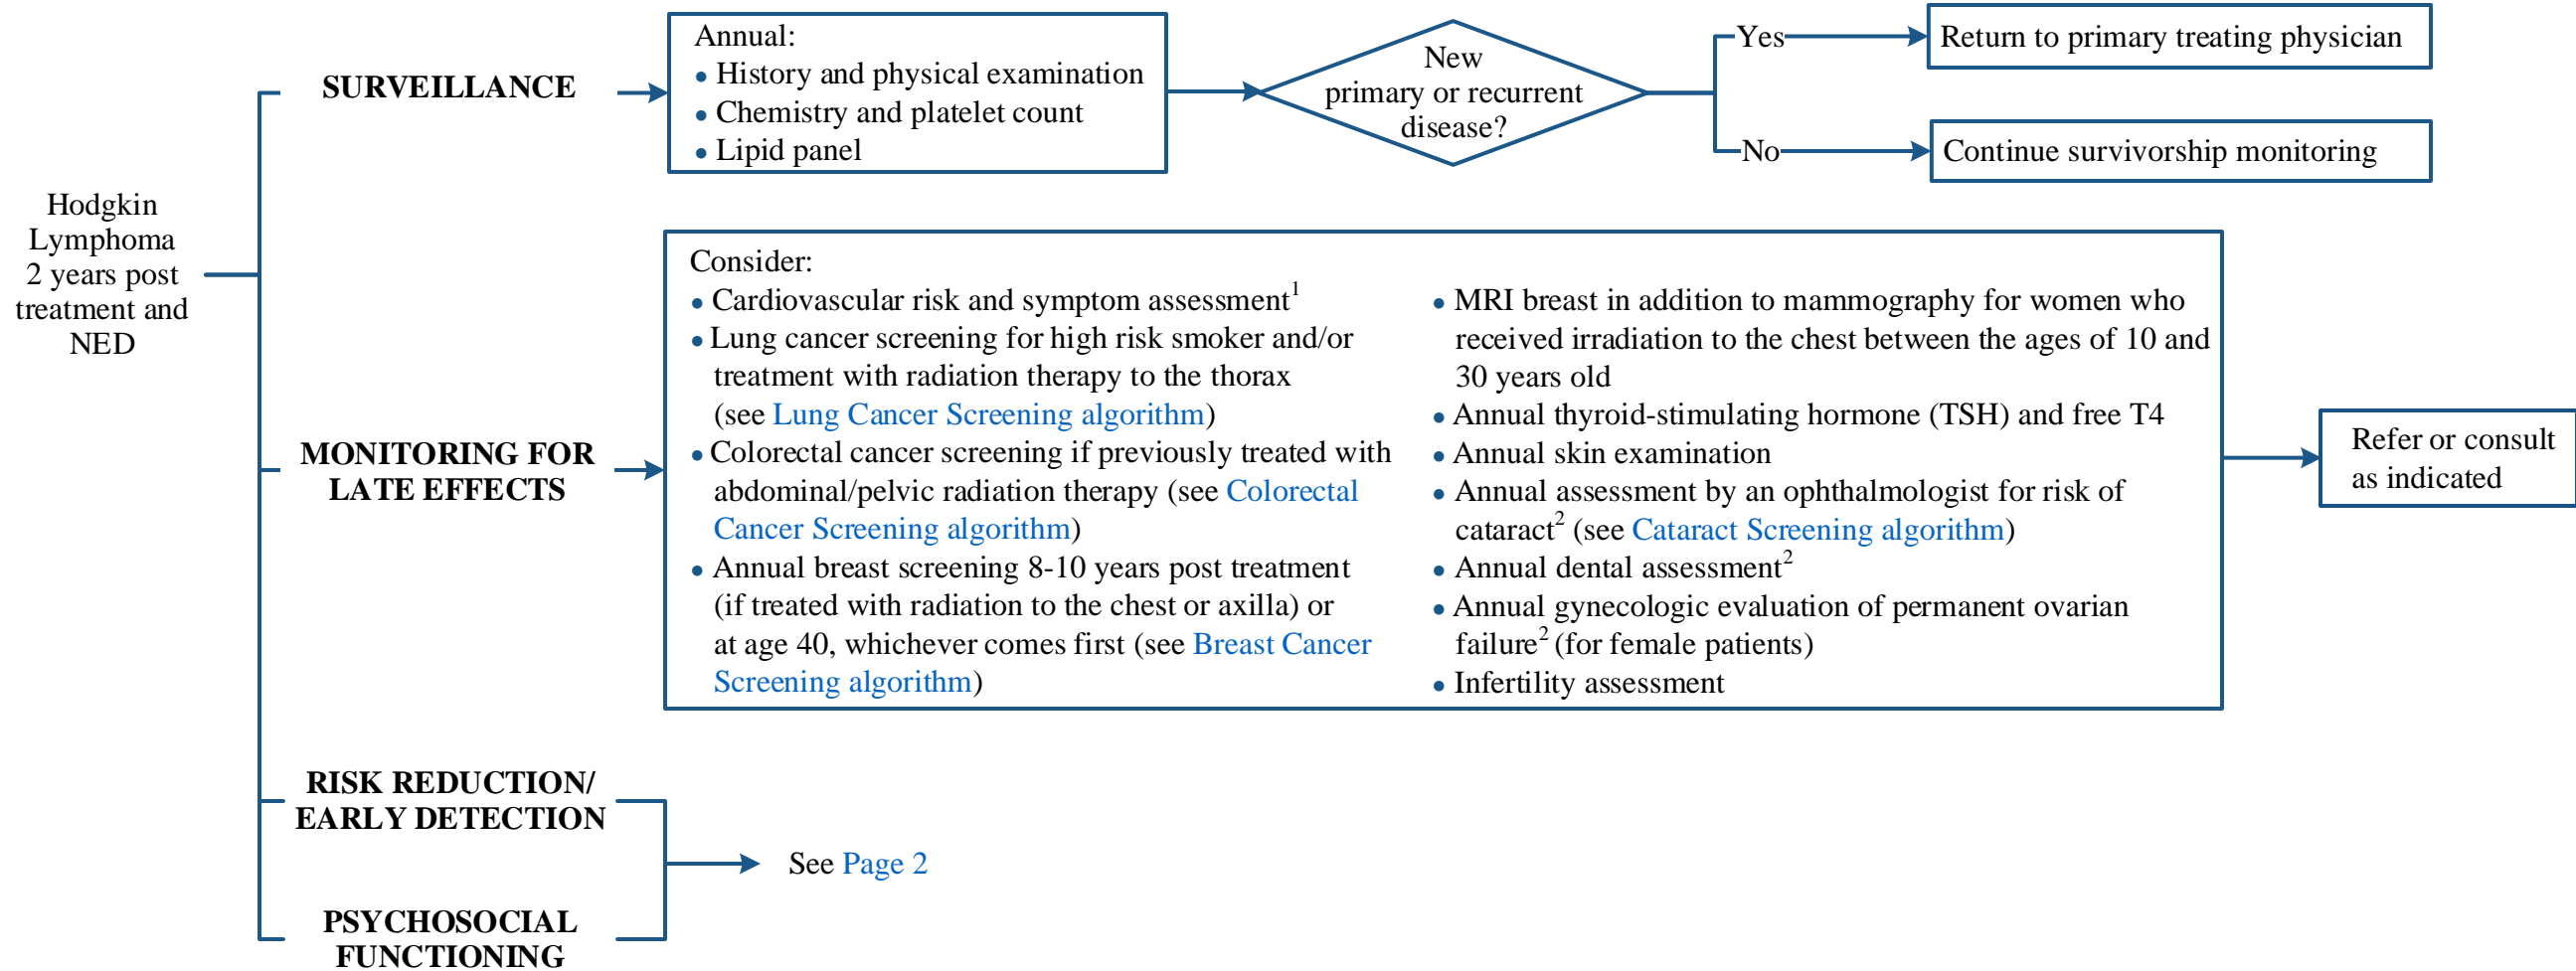 Hodgkin
Lymphoma
2 years post
treatment and
NED
SURVEILLANCE
Annual:
● History and physical examination
● Chemistry and platelet count
● Lipid panel
New
primary or recurrent
disease?
Yes
Return to primary treating physician
No
Continue survivorship monitoring
MONITORING FOR
LATE EFFECTS
Consider:
● Cardiovascular risk and symptom assessment1
● Lung cancer screening for high risk smoker and/or
treatment with radiation therapy to the thorax
(see Lung Cancer Screening algorithm)
● Colorectal cancer screening if previously treated with
abdominal/pelvic radiation therapy (see Colorectal
Cancer Screening algorithm)
● Annual breast screening 8-10 years post treatment
(if treated with radiation to the chest or axilla) or
at age 40, whichever comes first (see Breast Cancer
Screening algorithm)
● MRI breast in addition to mammography for women who
received irradiation to the chest between the ages of 10 and
30 years old
● Annual thyroid-stimulating hormone (TSH) and free T4
● Annual skin examination
● Annual assessment by an ophthalmologist for risk of
cataract2 (see Cataract Screening algorithm)
● Annual dental assessment2
● Annual gynecologic evaluation of permanent ovarian
failure2 (for female patients)
● Infertility assessment
Refer or consult
as indicated
RISK REDUCTION/
EARLY DETECTION
PSYCHOSOCIAL
FUNCTIONING
See Page 2